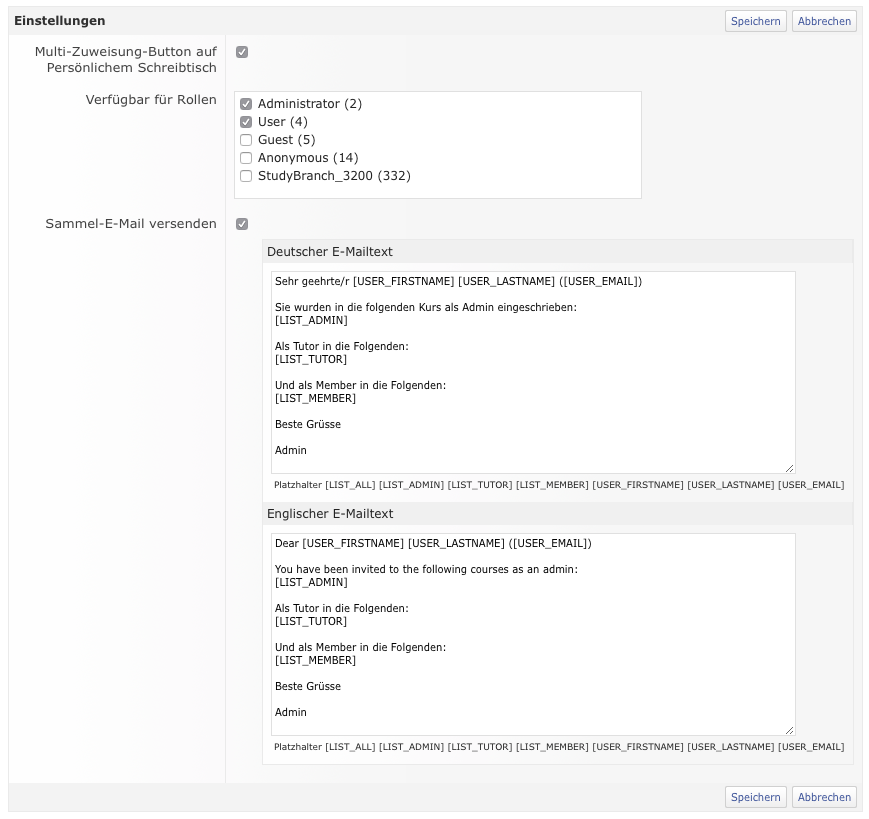 Einstellungen
Speichern Abbrechen
Multi-Zuweisung-Button auf
Persönlichem Schreibtisch
Verfügbar für Rollen
Administrator (2)
User (4)
Guest (5)
Anonymous (14)
StudyBranch_3200 (332)
Sammel-E-Mail versenden
Deutscher E-Mailtext
Sehr geehrte/r [USER_FIRSTNAME] [USER_LASTNAME] ([USER_EMAIL])
Sie wurden in die folgenden Kurs als Admin eingeschrieben:
[LIST_ADMIN]
Als Tutor in die Folgenden:
[LIST_TUTOR]
Und als Member in die Folgenden:
[LIST_MEMBER]
Beste Grüsse
Admin
Platzhalter [LIST_ALL] [LIST_ADMIN] [LIST_TUTOR] [LIST_MEMBER] [USER_FIRSTNAME] [USER_LASTNAME] [USER_EMAIL]
Englischer E-Mailtext
Dear [USER_FIRSTNAME] [USER_LASTNAME] ([USER_EMAIL])
You have been invited to the following courses as an admin:
[LIST_ADMIN]
Als Tutor in die Folgenden:
[LIST_TUTOR]
Und als Member in die Folgenden:
[LIST_MEMBER]
Beste Grüsse
Admin
Platzhalter [LIST_ALL] [LIST_ADMIN] [LIST_TUTOR] [LIST_MEMBER] [USER_FIRSTNAME] [USER_LASTNAME] [USER_EMAIL]
Speichern Abbrechen